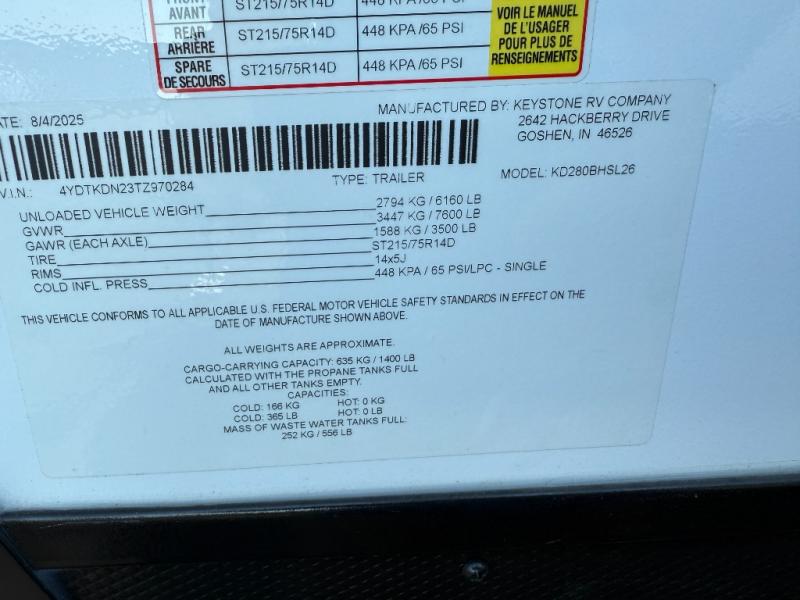 FRONT ST215/75R14D 448 KPA /65 PSI
AVANT
REAR ST215/75R14D 448 KPA /65 PSI
ARRIÈRE
SPARE ST215/75R14D 448 KPA /65 PSI
DE SECOURS
VOIR LE MANUEL
DE L'USAGER
POUR PLUS DE
RENSEIGNEMENTS
ATE: 8/4/2025
MANUFACTURED BY: KEYSTONE RV COMPANY
2642 HACKBERRY DRIVE
GOSHEN, IN 46526
V.I.N.: 4YDTKDN23TZ970284
TYPE: TRAILER
MODEL: KD280BHSL26
UNLOADED VEHICLE WEIGHT 2794 KG / 6160 LB
GVWR 3447 KG / 7600 LB
GAWR (EACH AXLE) 1588 KG / 3500 LB
TIRE ST215/75R14D
RIMS 14x5J
COLD INFL. PRESS 448 KPA / 65 PSI/LPC - SINGLE
THIS VEHICLE CONFORMS TO ALL APPLICABLE U.S. FEDERAL MOTOR VEHICLE SAFETY STANDARDS IN EFFECT ON THE
DATE OF MANUFACTURE SHOWN ABOVE.
ALL WEIGHTS ARE APPROXIMATE.
CARGO-CARRYING CAPACITY: 635 KG / 1400 LB
CALCULATED WITH THE PROPANE TANKS FULL
AND ALL OTHER TANKS EMPTY.
CAPACITIES:
COLD: 166 KG HOT: 0 KG
COLD: 365 LB HOT: 0 LB
MASS OF WASTE WATER TANKS FULL:
252 KG / 556 LB